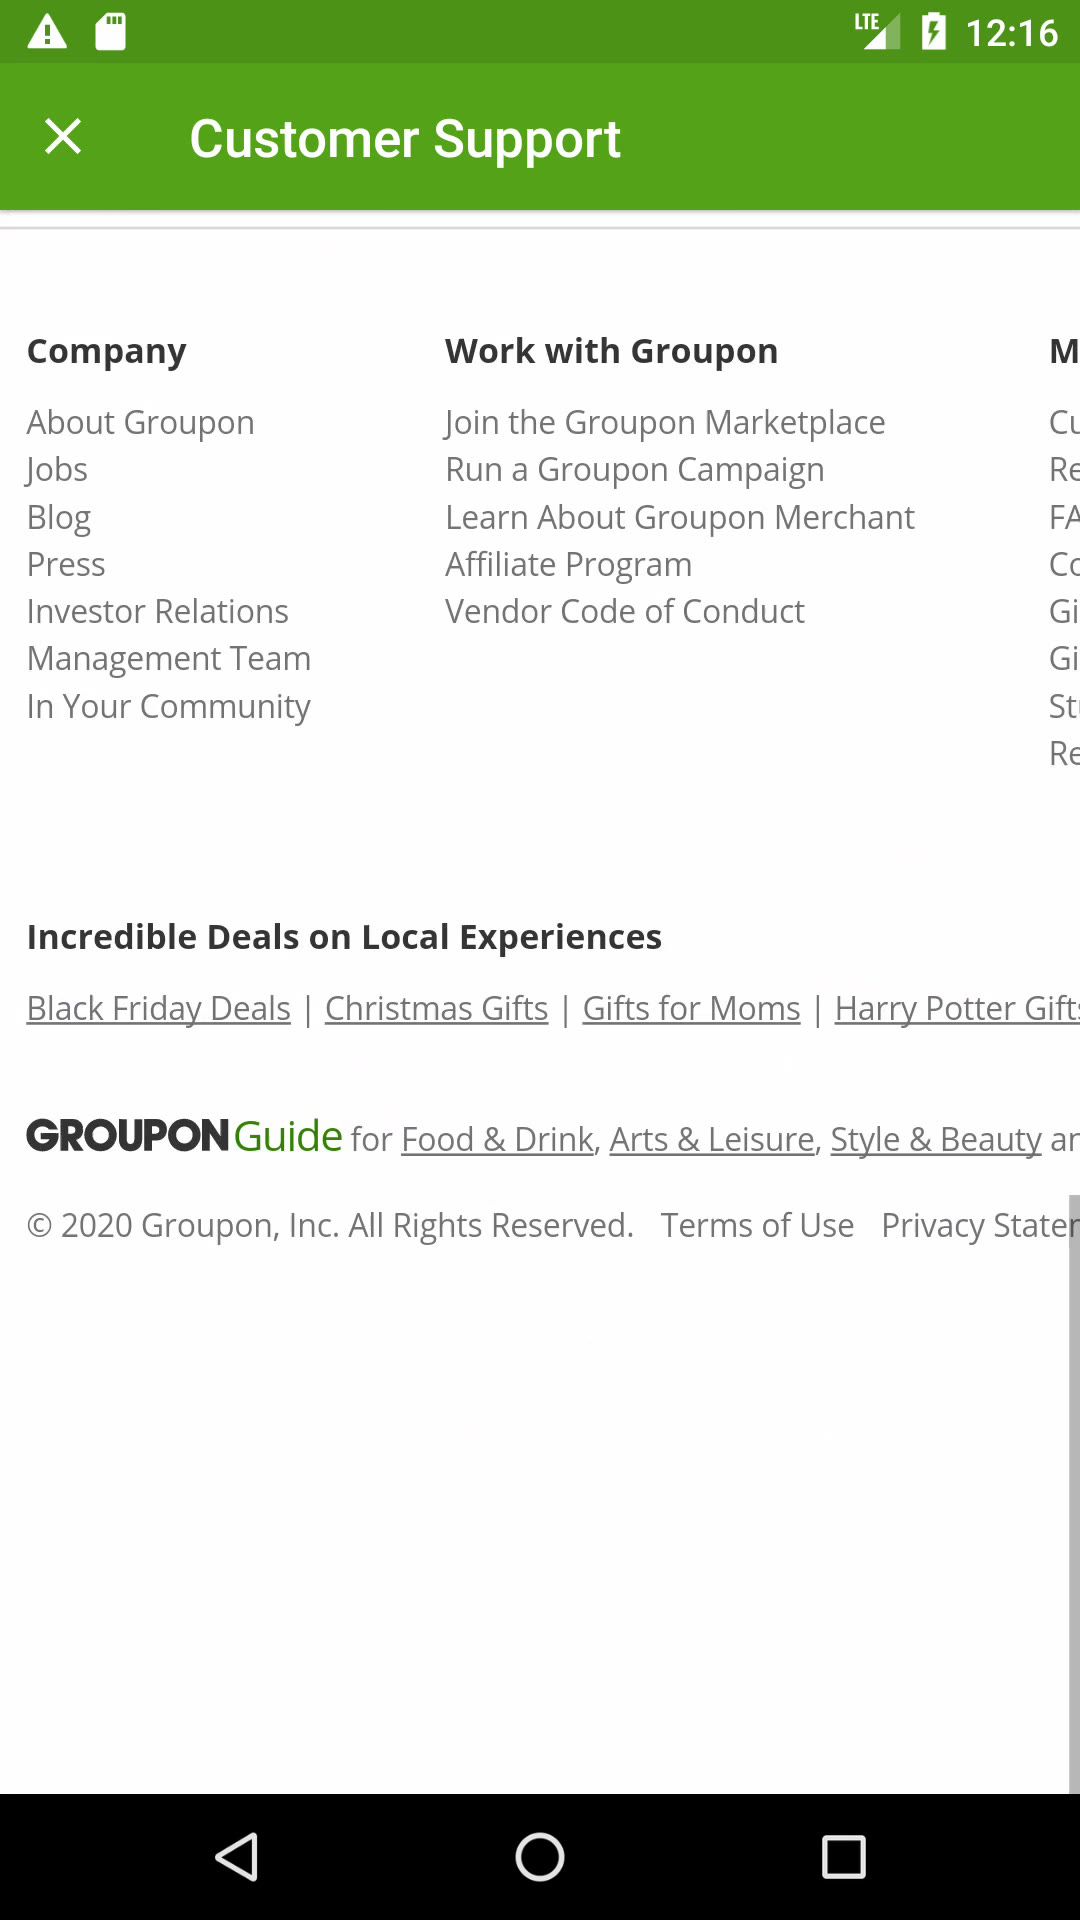 LTE 12:16
Customer Support
Company
About Groupon
Jobs
Blog
Press
Investor Relations
Management Team
In Your Community
Work with Groupon
Join the Groupon Marketplace
Run a Groupon Campaign
Learn About Groupon Merchant
Affiliate Program
Vendor Code of Conduct
M
Cu
Re
FA
Co
Gi
Gi
Stu
Re
Incredible Deals on Local Experiences
Black Friday Deals | Christmas Gifts | Gifts for Moms | Harry Potter Gifts
GROUPON Guide for Food & Drink, Arts & Leisure, Style & Beauty an
© 2020 Groupon, Inc. All Rights Reserved. Terms of Use Privacy Stater